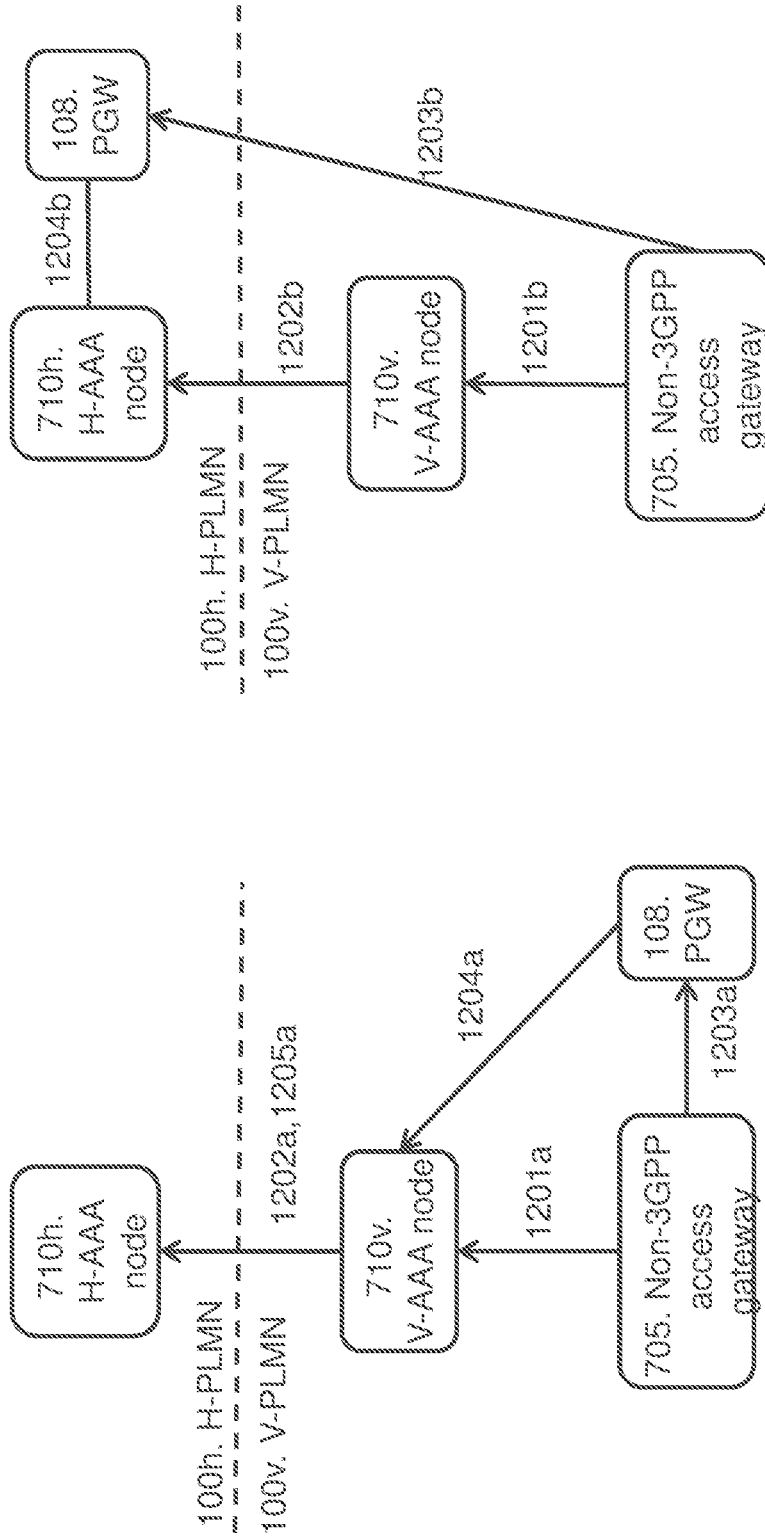 710h.
H-AAA
node
100h. H-PLMN
100v. V-PLMN
1202a,1205a
710v.
V-AAA node
1204a
1201a
705. Non-3GPP
access
gateway
1203a
108.
PGW
710h.
H-AAA
node
1204b
108.
PGW
100h. H-PLMN
100v. V-PLMN
1202b
1203b
710v.
V-AAA node
1201b
705. Non-3GPP
access
gateway